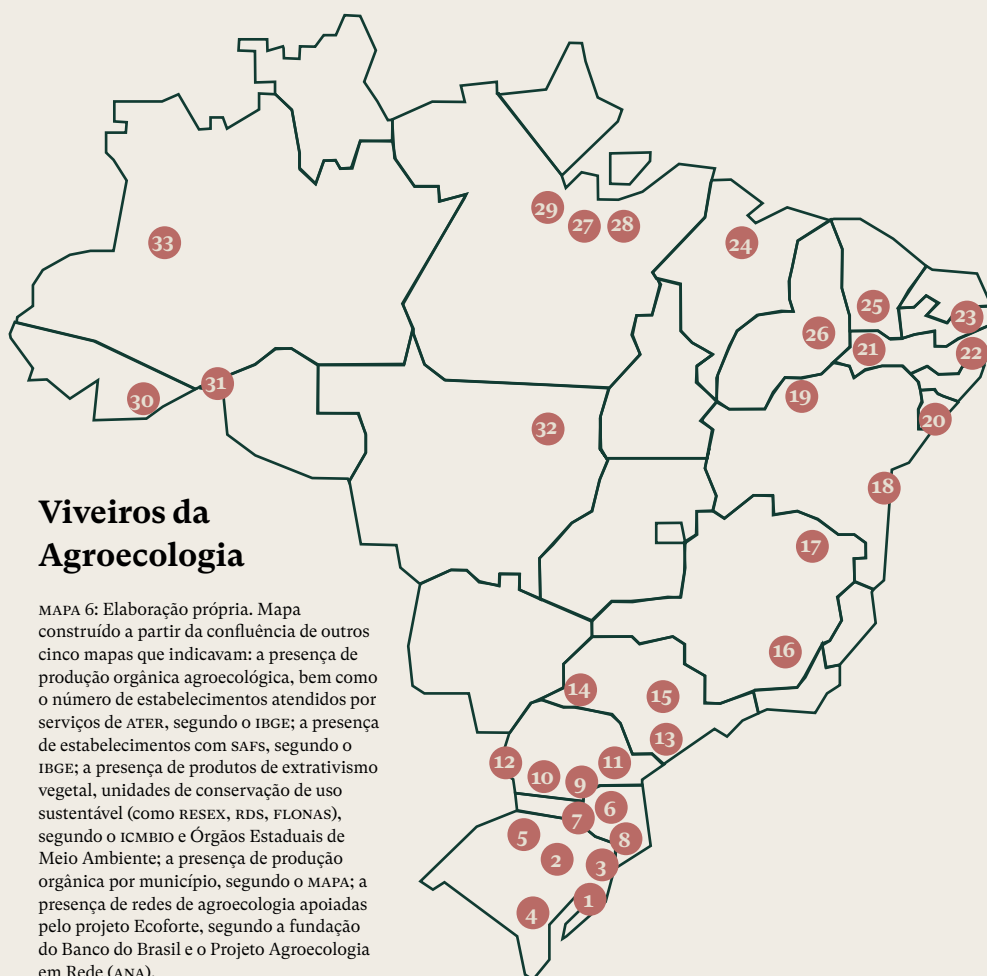 29
27
28
24
33
25
23
26
21
22
31
30
19
32
20
18
17
16
14
15
13
12
11
10
9
6
7
5
8
2
3
1
4
Viveiros da
Agroecologia
MAPA 6: Elaboração própria. Mapa
construído a partir da confluência de outros
cinco mapas que indicavam: a presença de
produção orgânica agroecológica, bem como
o número de estabelecimentos atendidos por
serviços de ATER, segundo o IBGE; a presença
de estabelecimentos com SAFs, segundo o
IBGE; a presença de produtos de extrativismo
vegetal, unidades de conservação de uso
sustentável (como RESEX, RDS, FLONAS),
segundo o ICMBIO e Órgãos Estaduais de
Meio Ambiente; a presença de produção
orgânica por município, segundo o MAPA; a
presença de redes de agroecologia apoiadas
pelo projeto Ecoforte, segundo a fundação
do Banco do Brasil e o Projeto Agroecologia
em Rede (ANA).